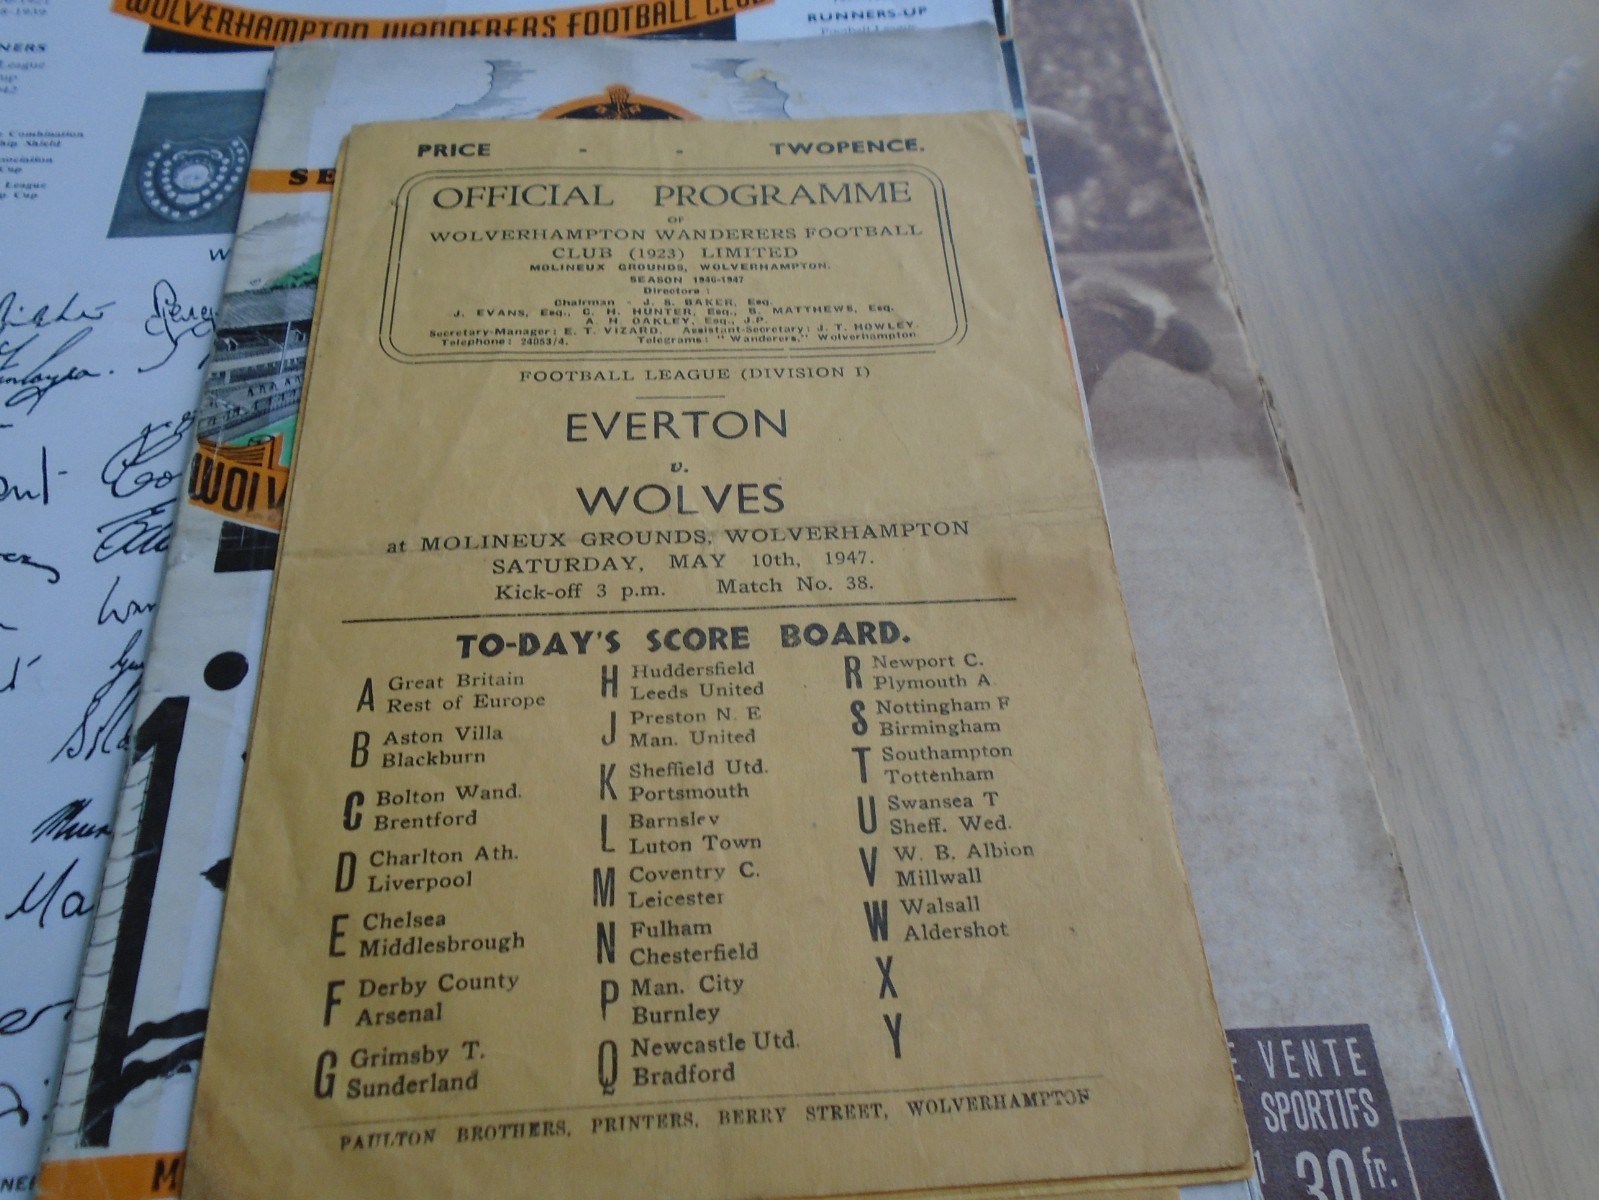 WOLVERHAMPTON WANDERERS FOOTBALL CLUB
RUNNERS-UP
PRICE - - TWOPENCE.
OFFICIAL PROGRAMME
OF
WOLVERHAMPTON WANDERERS FOOTBALL
CLUB (1923) LIMITED
MOLINEUX GROUNDS, WOLVERHAMPTON.
SEASON 1946-1947
Directors :
Chairman - J. S. BAKER, Esq.
J. EVANS, Esq., C. H. HUNTER, Esq., B. MATTHEWS, Esq.
A. H. OAKLEY, Esq., J.P.
Secretary-Manager: E. T. VIZARD. Assistant-Secretary: J. T. HOWLEY.
Telephone: 24053/4. Telegrams: "Wanderers," Wolverhampton
FOOTBALL LEAGUE (DIVISION I)
EVERTON
v.
WOLVES
at MOLINEUX GROUNDS, WOLVERHAMPTON
SATURDAY, MAY 10th, 1947.
Kick-off 3 p.m. Match No. 38.
TO-DAY'S SCORE BOARD.
A Great Britain
Rest of Europe
B Aston Villa
Blackburn
C Bolton Wand.
Brentford
D Charlton Ath.
Liverpool
E Chelsea
Middlesbrough
F Derby County
Arsenal
G Grimsby T.
Sunderland
H Huddersfield
Leeds United
J Preston N. E
Man. United
K Sheffield Utd.
Portsmouth
L Barnsley
Luton Town
M Coventry C.
Leicester
N Fulham
Chesterfield
P Man. City
Burnley
Q Newcastle Utd.
Bradford
R Newport C.
Plymouth A
S Nottingham F
Birmingham
T Southampton
Tottenham
U Swansea T
Sheff. Wed.
V W. B. Albion
Millwall
W Walsall
Aldershot
X
Y
PAULTON BROTHERS, PRINTERS, BERRY STREET, WOLVERHAMPTON
VENTE
SPORTIFS
30 fr.